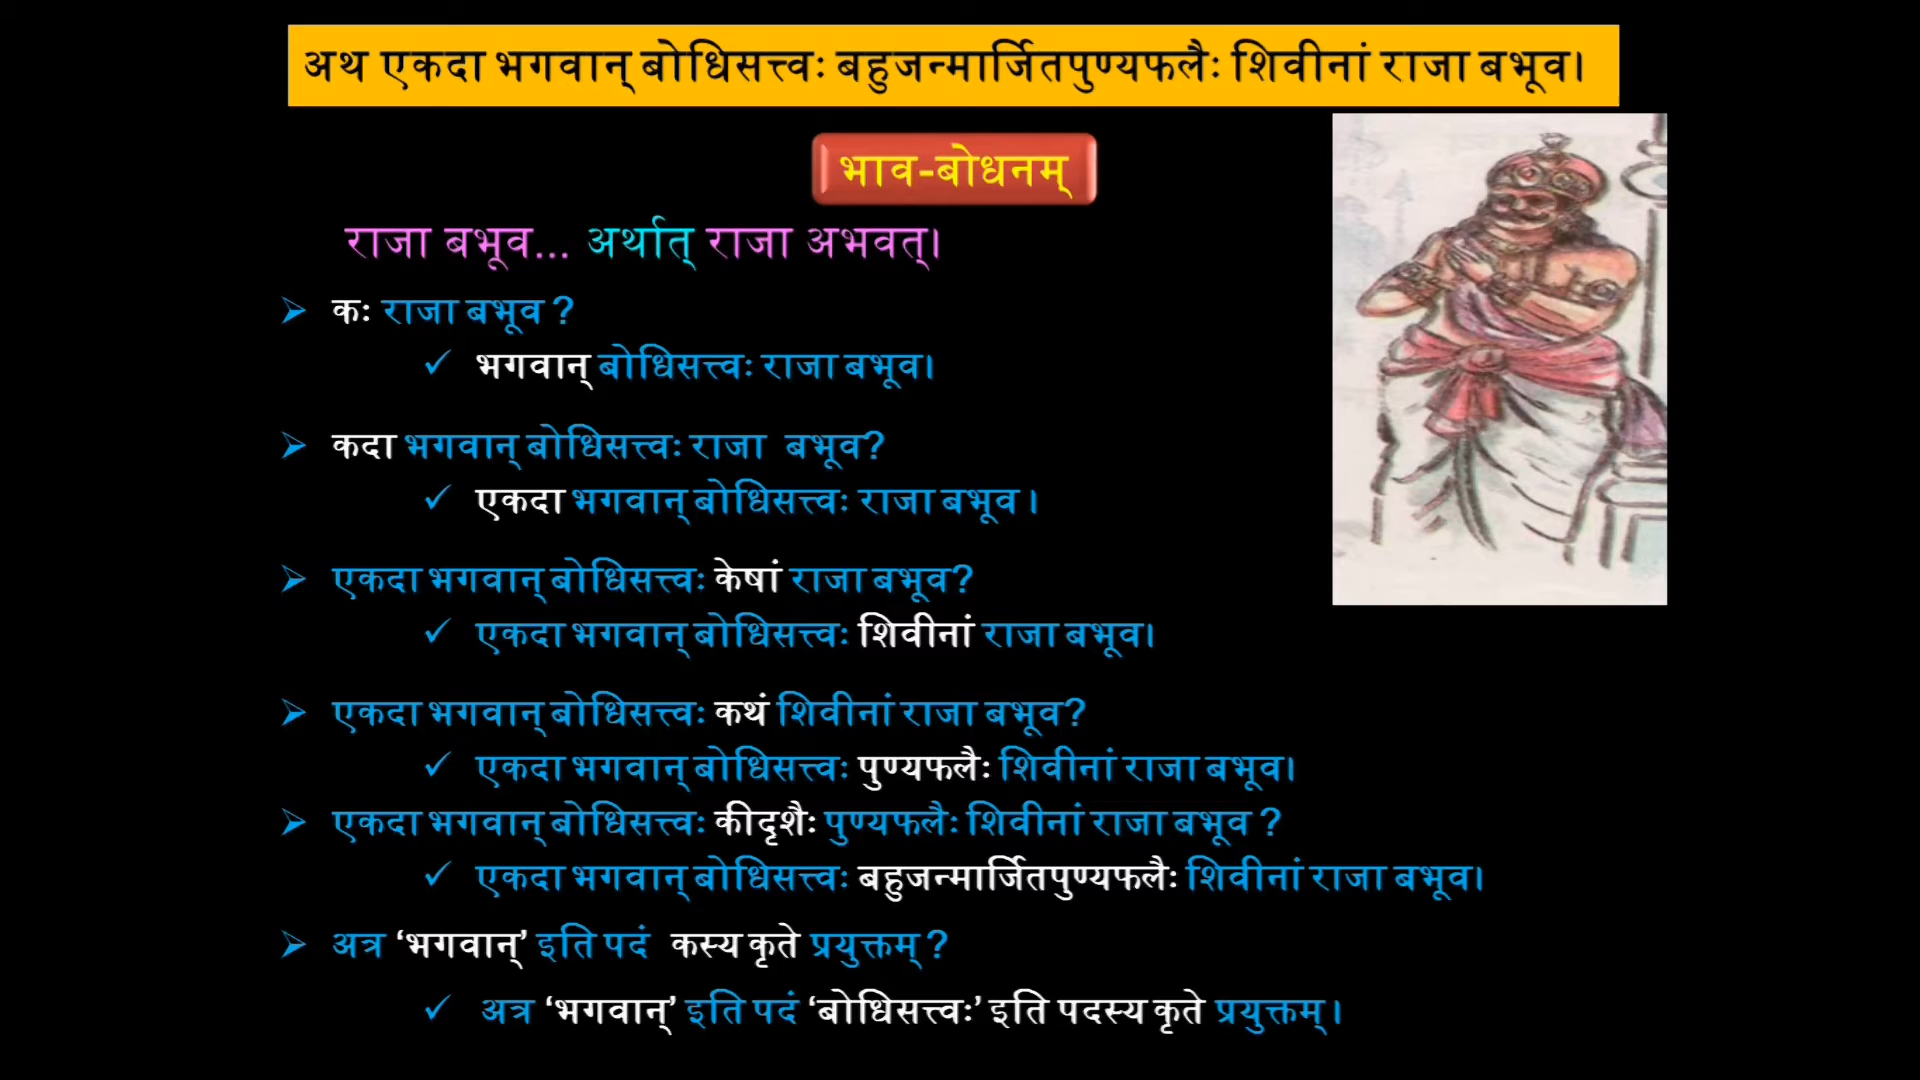 अथ एकदा भगवान् बोधिसत्त्वः बहुजन्मार्जितपुण्यफलैः शिवीनां राजा बभूव।
भाव-बोधनम्
राजा बभूव... अर्थात् राजा अभवत्।
कः राजा बभूव ?
भगवान् बोधिसत्त्वः राजा बभूव।
कदा भगवान् बोधिसत्त्वः राजा बभूव?
एकदा भगवान् बोधिसत्त्वः राजा बभूव ।
एकदा भगवान् बोधिसत्त्वः केषां राजा बभूव?
एकदा भगवान् बोधिसत्त्वः शिवीनां राजा बभूव।
एकदा भगवान् बोधिसत्त्वः कथं शिवीनां राजा बभूव?
एकदा भगवान् बोधिसत्त्वः पुण्यफलैः शिवीनां राजा बभूव।
एकदा भगवान् बोधिसत्त्वः कीदृशैः पुण्यफलैः शिवीनां राजा बभूव ?
एकदा भगवान् बोधिसत्त्वः बहुजन्मार्जितपुण्यफलैः शिवीनां राजा बभूव।
अत्र ‘भगवान्’ इति पदं कस्य कृते प्रयुक्तम् ?
अत्र ‘भगवान्’ इति पदं ‘बोधिसत्त्वः’ इति पदस्य कृते प्रयुक्तम् ।